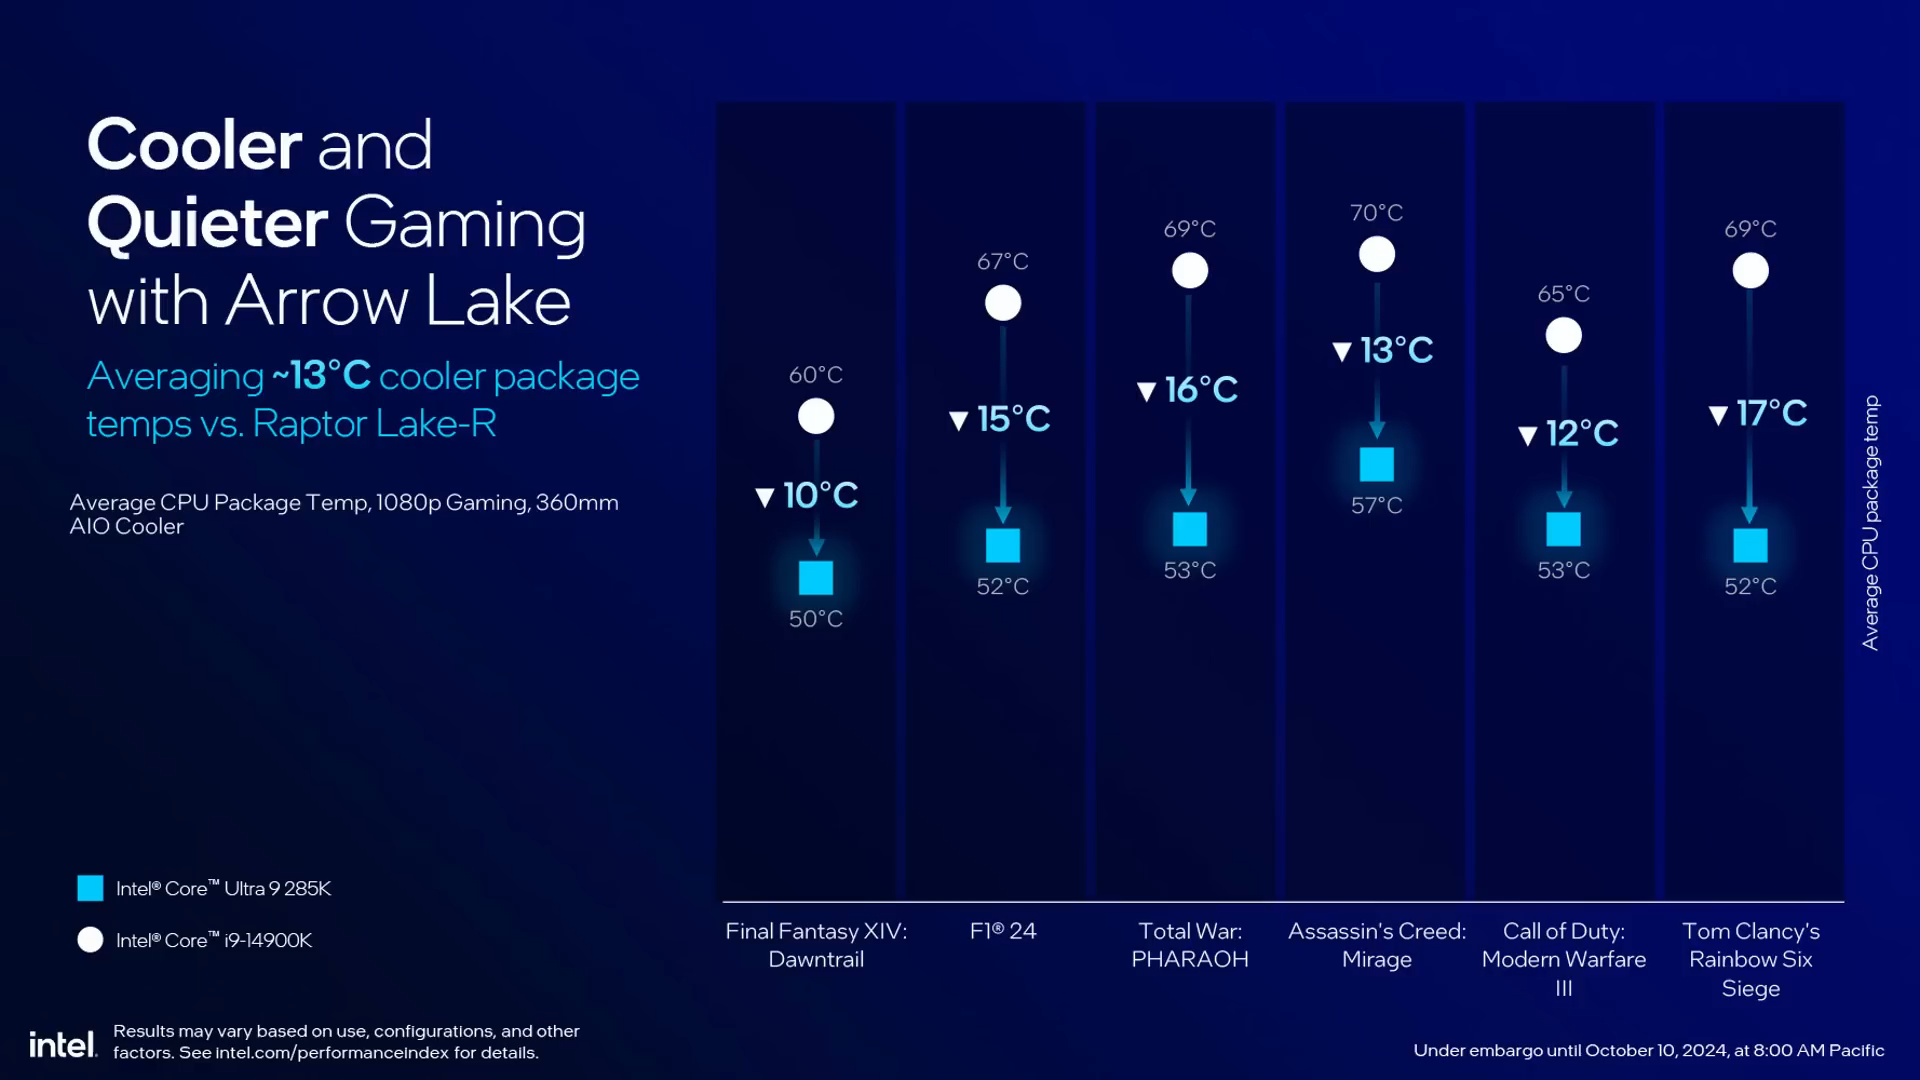 Cooler and
Quieter Gaming
with Arrow Lake
Averaging ~13°C cooler package
temps vs. Raptor Lake-R
Average CPU Package Temp, 1080p Gaming, 360mm
AIO Cooler
Intel® Core™ Ultra 9 285K
Intel® Core™ i9-14900K
60°C
▼ 10°C
50°C
Final Fantasy XIV:
Dawntrail
67°C
▼ 15°C
52°C
F1® 24
69°C
▼ 16°C
53°C
Total War:
PHARAOH
70°C
▼ 13°C
57°C
Assassin's Creed:
Mirage
65°C
▼ 12°C
53°C
Call of Duty:
Modern Warfare
III
69°C
▼ 17°C
52°C
Tom Clancy's
Rainbow Six
Siege
Average CPU package temp
intel.
Results may vary based on use, configurations, and other
factors. See intel.com/performanceindex for details.
Under embargo until October 10, 2024, at 8:00 AM Pacific